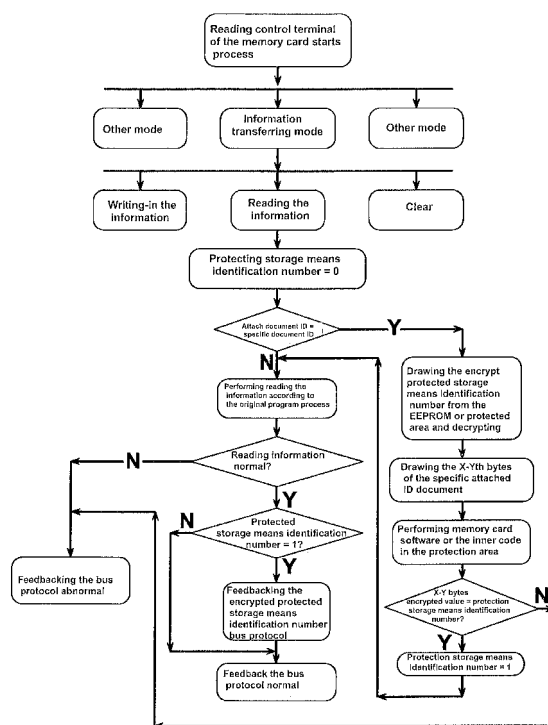 Reading control terminal
of the memory card starts
process
Other mode
Information
transferring mode
Other mode
Writing-in the
information
Reading the
information
Clear
Protecting storage means
identification number = 0
Attach document ID =
specific document ID
Y
N
Drawing the encrypt
protected storage
means Identification
number from the
EEPROM or protected
area and decrypting
Performing reading the
information according to
the original program process
Reading information
normal?
N
Y
Drawing the X-Yth bytes
of the specific attached
ID document
Protected
storage means identification
number = 1?
N
Y
Performing memory card
software or the inner code
in the protection area
Feedbacking the bus
protocol abnormal
Feedbacking the
encrypted protected
storage means
identification number
bus protocol
X-Y bytes
encrypted value = protection
storage means identification
number?
N
Y
Protection storage means
identification number = 1
Feedback the bus
protocol normal